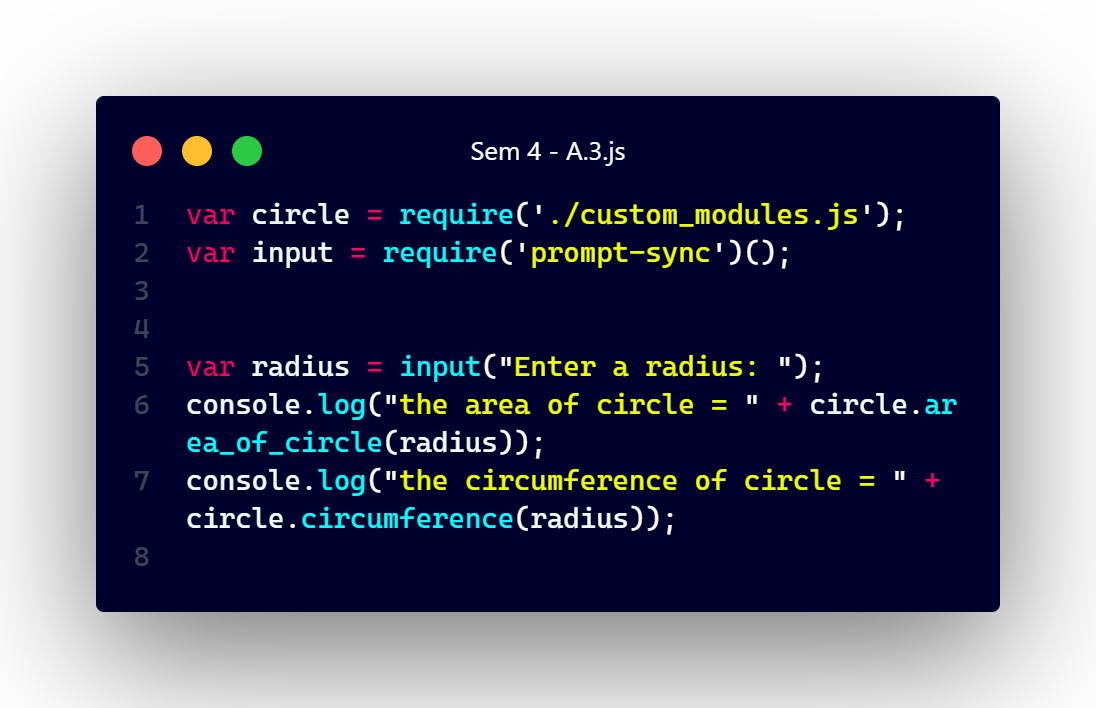 Sem 4 - A.3.js
1 var circle = require('./custom_modules.js');
2 var input = require('prompt-sync')();
3
4
5 var radius = input("Enter a radius: ");
6 console.log("the area of circle = " + circle.ar
ea_of_circle(radius));
7 console.log("the circumference of circle = " +
circle.circumference(radius));
8